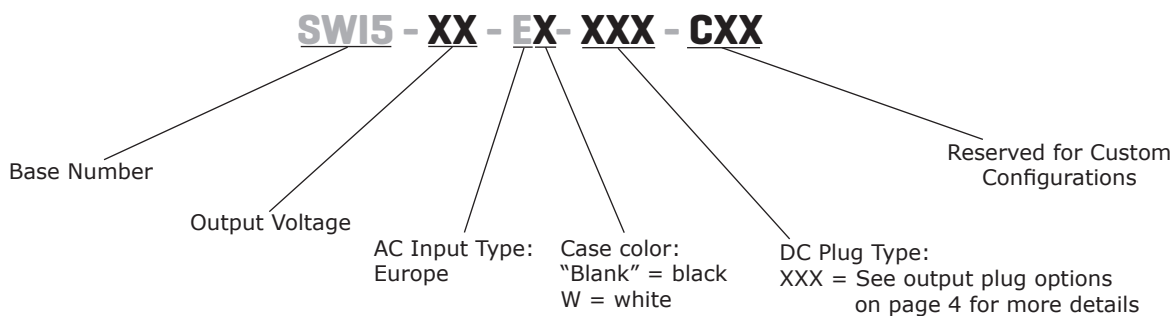 SWI5 - XX - EX- XXX - CXX
Base Number
Output Voltage
AC Input Type:
Europe
Case color:
“Blank” = black
W = white
DC Plug Type:
XXX = See output plug options
on page 4 for more details
Reserved for Custom
Configurations